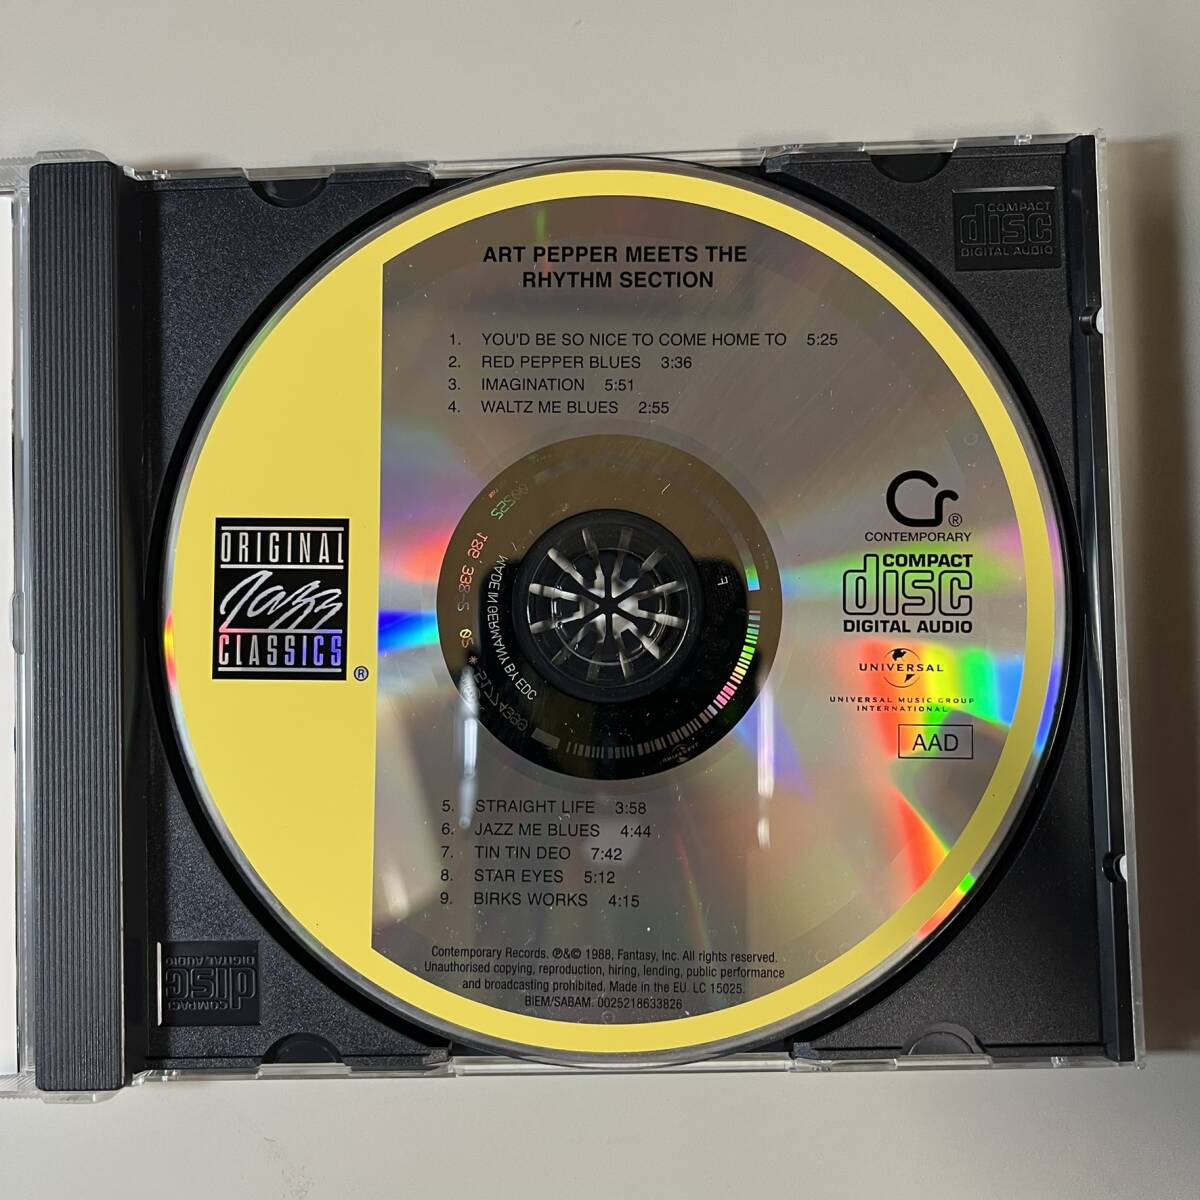 ART PEPPER MEETS THE
RHYTHM SECTION
1. YOU'D BE SO NICE TO COME HOME TO 5:25
2. RED PEPPER BLUES 3:36
3. IMAGINATION 5:51
4. WALTZ ME BLUES 2:55
COMPACT
disc
DIGITAL AUDIO
ORIGINAL
Jazz
CLASSICS
®
Cr®
CONTEMPORARY
COMPACT
disc
DIGITAL AUDIO
UNIVERSAL
UNIVERSAL MUSIC GROUP
INTERNATIONAL
AAD
MADE IN GERMANY BY EDC
5. STRAIGHT LIFE 3:58
6. JAZZ ME BLUES 4:44
7. TIN TIN DEO 7:42
8. STAR EYES 5:12
9. BIRKS WORKS 4:15
Contemporary Records. ℗&© 1988, Fantasy, Inc. All rights reserved.
Unauthorised copying, reproduction, hiring, lending, public performance
and broadcasting prohibited. Made in the EU. LC 15025.
BIEM/SABAM. 0025218633826
COMPACT
disc
DIGITAL AUDIO